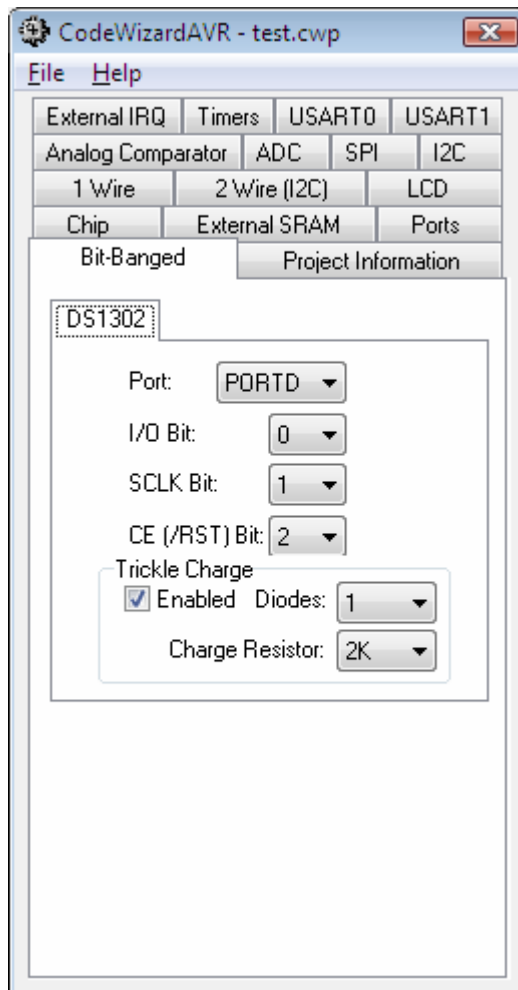 CodeWizardAVR - test.cwp
File Help
External IRQ Timers USART0 USART1
Analog Comparator ADC SPI I2C
1 Wire 2 Wire (I2C) LCD
Chip External SRAM Ports
Bit-Banged Project Information
DS1302
Port: PORTD
I/O Bit: 0
SCLK Bit: 1
CE (/RST) Bit: 2
Trickle Charge
Enabled Diodes: 1
Charge Resistor: 2K